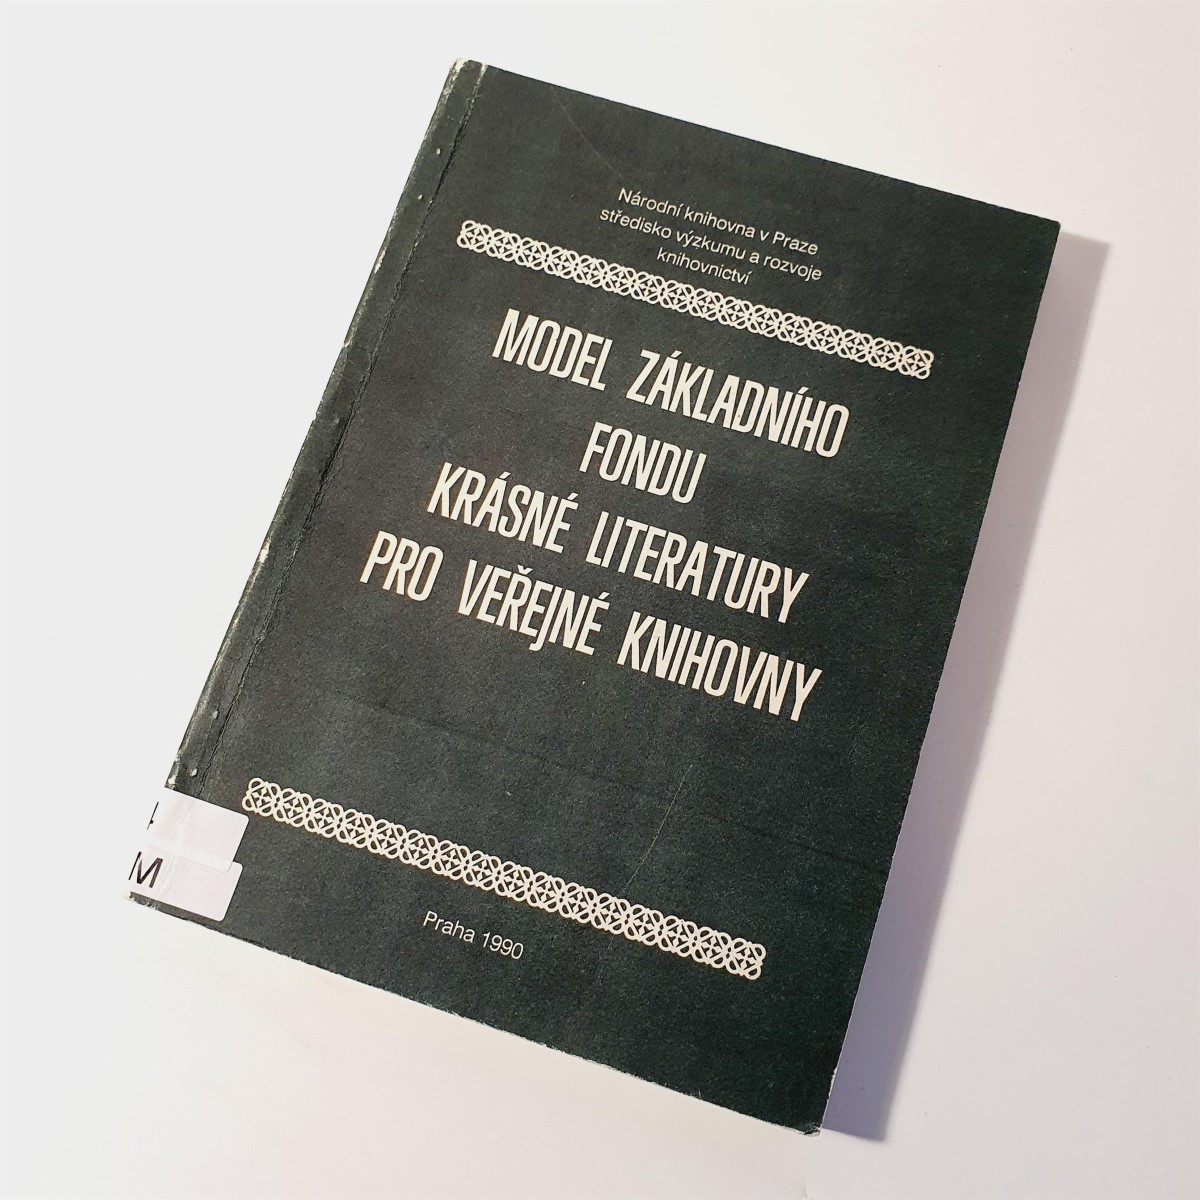 Národní knihovna v Praze
středisko výzkumu a rozvoje
knihovnictví
MODEL ZÁKLADNÍHO
FONDU
KRÁSNÉ LITERATURY
PRO VEŘEJNÉ KNIHOVNY
M
Praha 1990